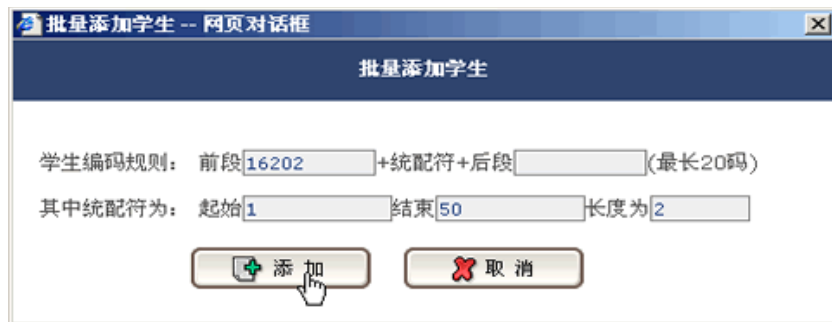 批量添加学生 -- 网页对话框
批量添加学生
学生编码规则： 前段16202+统配符+后段(最长20码)
其中统配符为： 起始1结束50长度为2
添 加 取 消